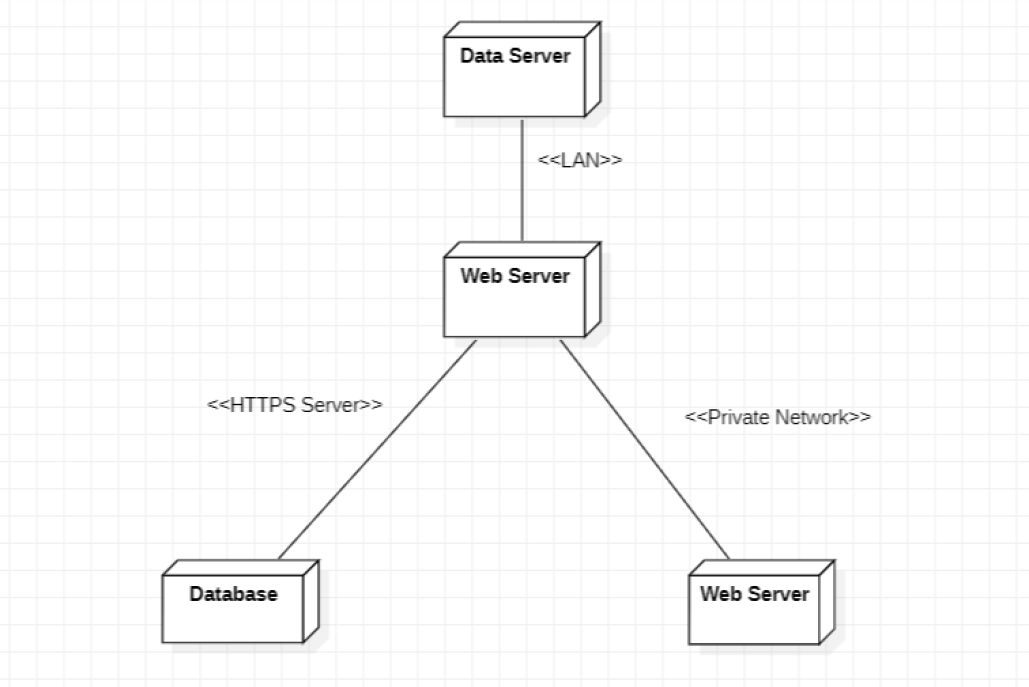 Data Server
<<LAN>>
Web Server
<<HTTPS Server>>
<<Private Network>>
Database
Web Server